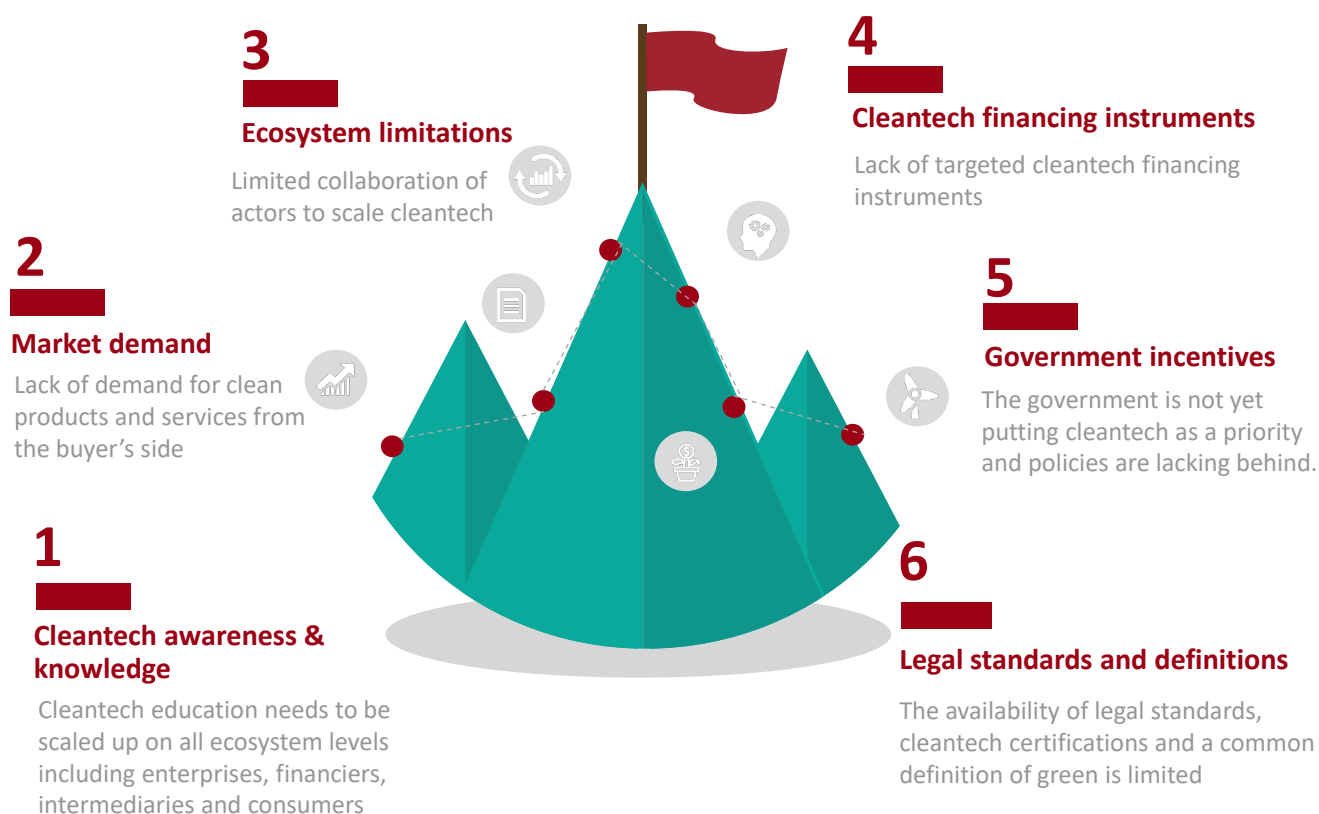 3
Ecosystem limitations
Limited collaboration of
actors to scale cleantech
4
Cleantech financing instruments
Lack of targeted cleantech financing
instruments
2
Market demand
Lack of demand for clean
products and services from
the buyer’s side
5
Government incentives
The government is not yet
putting cleantech as a priority
and policies are lacking behind.
1
Cleantech awareness &
knowledge
Cleantech education needs to be
scaled up on all ecosystem levels
including enterprises, financiers,
intermediaries and consumers
6
Legal standards and definitions
The availability of legal standards,
cleantech certifications and a common
definition of green is limited
$